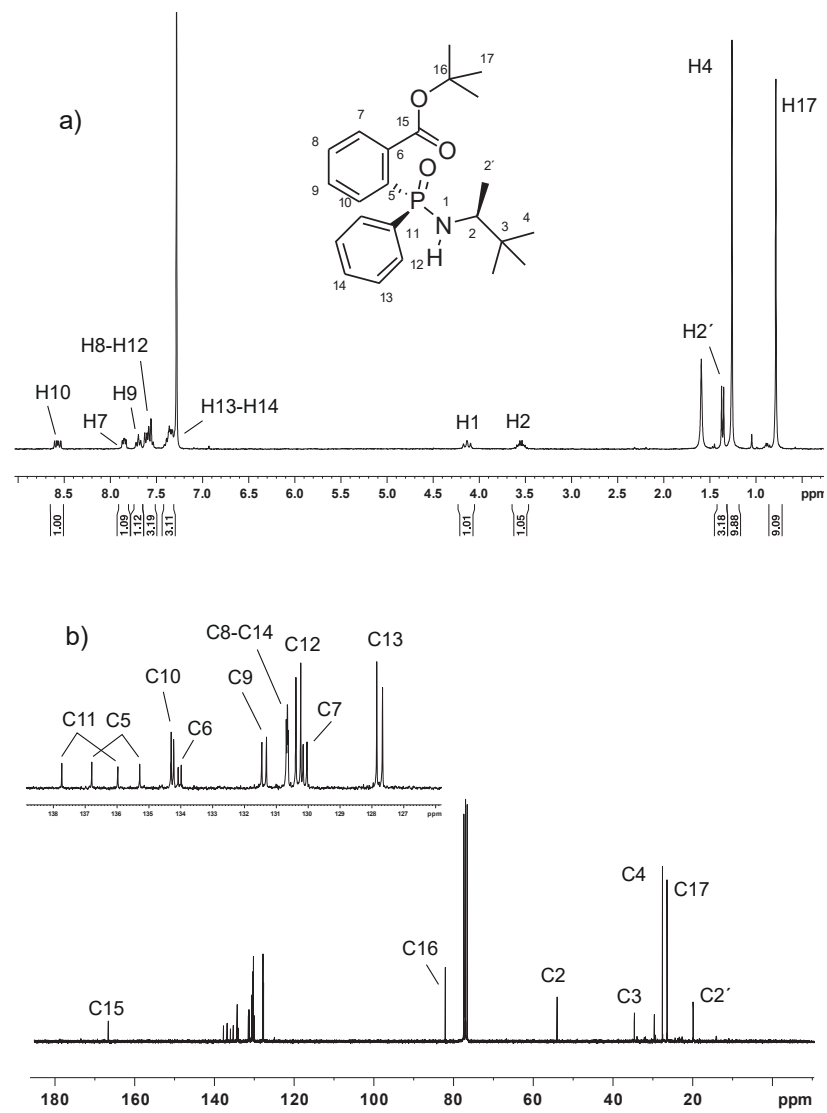 a)
16
17
O
15
7
O
6
8
O
2´
9
10
5
P
N
1
4
3
2
11
H
12
14
13
H4
H17
H2´
H8-H12
H10
H9
H7
H13-H14
H1
H2
8.5 8.0 7.5 7.0 6.5 6.0 5.5 5.0 4.5 4.0 3.5 3.0 2.5 2.0 1.5 1.0 ppm
1.00 1.09 1.12 3.19 3.11 1.01 1.05 3.18 9.88 9.09
b)
C8-C14
C12
C13
C10
C9
C11
C5
C6
C7
138 137 136 135 134 133 132 131 130 129 128 127 ppm
C4
C17
C16
C2
C15
C3
C2´
180 160 140 120 100 80 60 40 20 ppm